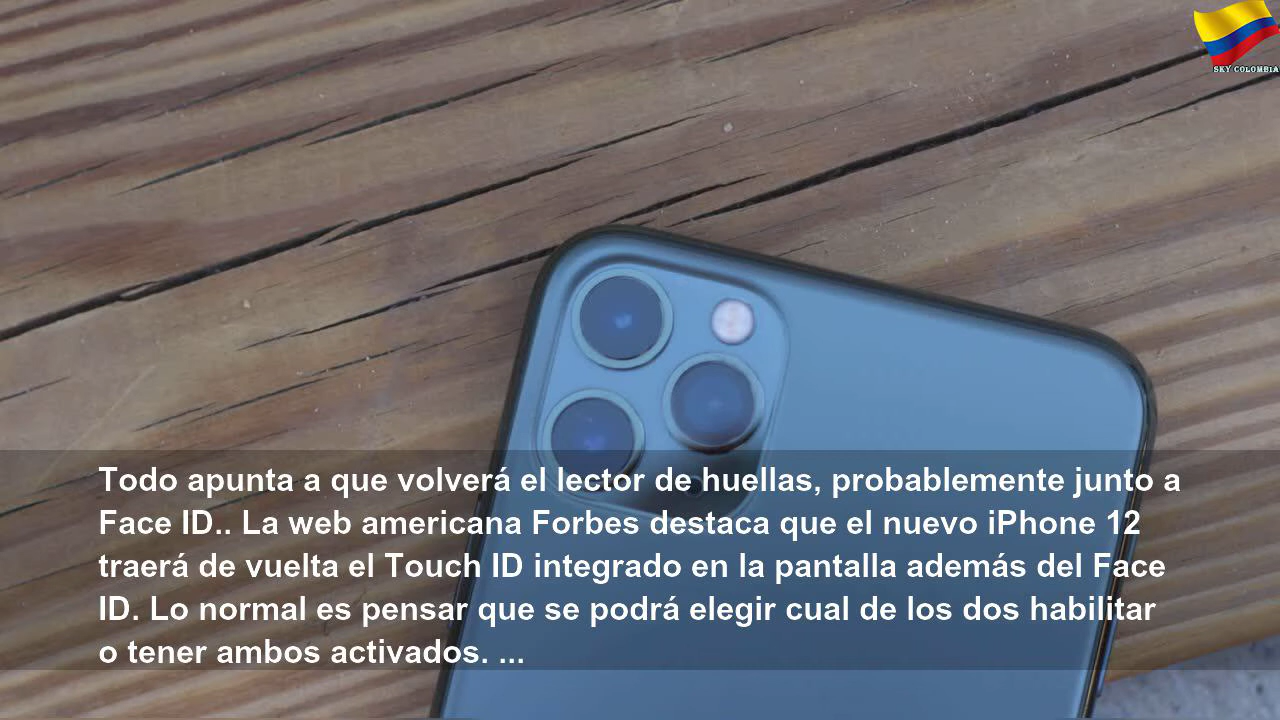 SKY COLOMBIA
Todo apunta a que volverá el lector de huellas, probablemente junto a
Face ID.. La web americana Forbes destaca que el nuevo iPhone 12
traerá de vuelta el Touch ID integrado en la pantalla además del Face
ID. Lo normal es pensar que se podrá elegir cual de los dos habilitar
o tener ambos activados. ...